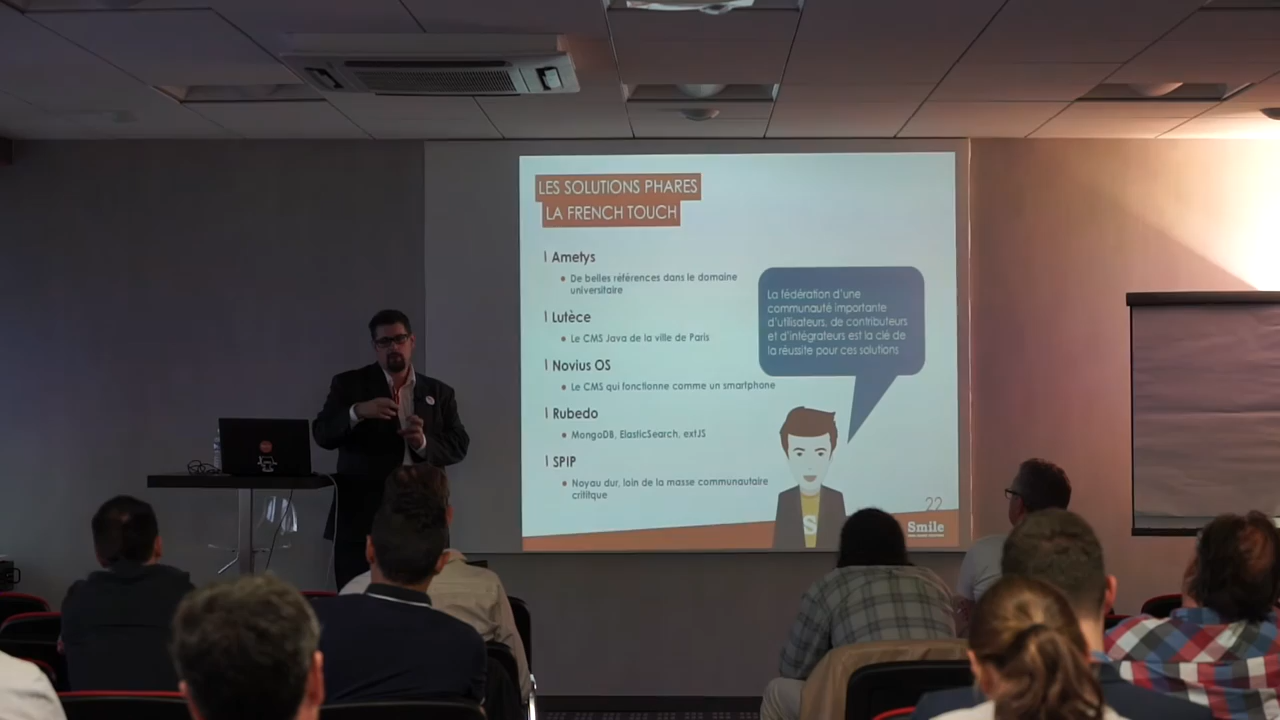 LES SOLUTIONS PHARES
LA FRENCH TOUCH
Ametys
De belles références dans le domaine
universitaire
Lutèce
Le CMS Java de la ville de Paris
Novius OS
Le CMS qui fonctionne comme un smartphone
Rubedo
MongoDB, ElasticSearch, extJS
SPIP
Noyau dur, loin de la masse communautaire
crititque
La fédération d'une
communauté importante
d'utilisateurs, de contributeurs
et d'intégrateurs est la clé de
la réussite pour ces solutions
S
22
Smile